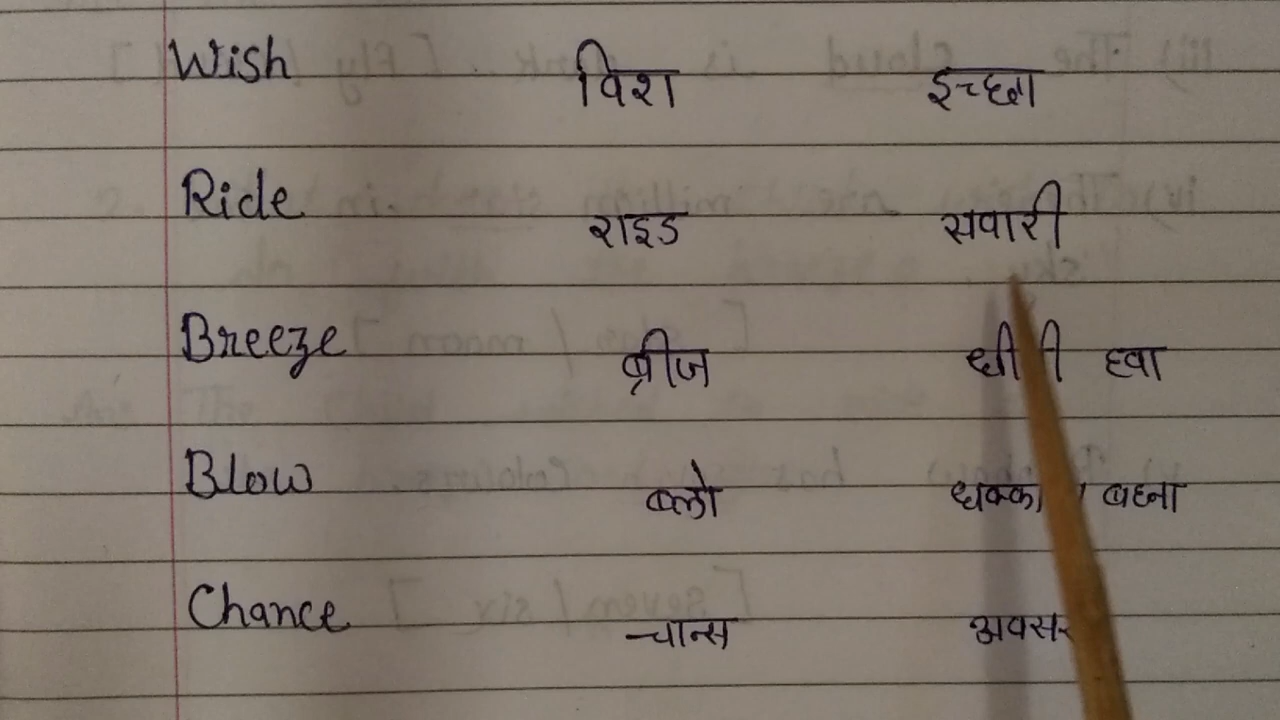 Wish विश इच्छा
Ride राइड सवारी
Breeze ब्रीज हवा
Blow ब्लो धक्का बहना
Chance चान्स अवसर